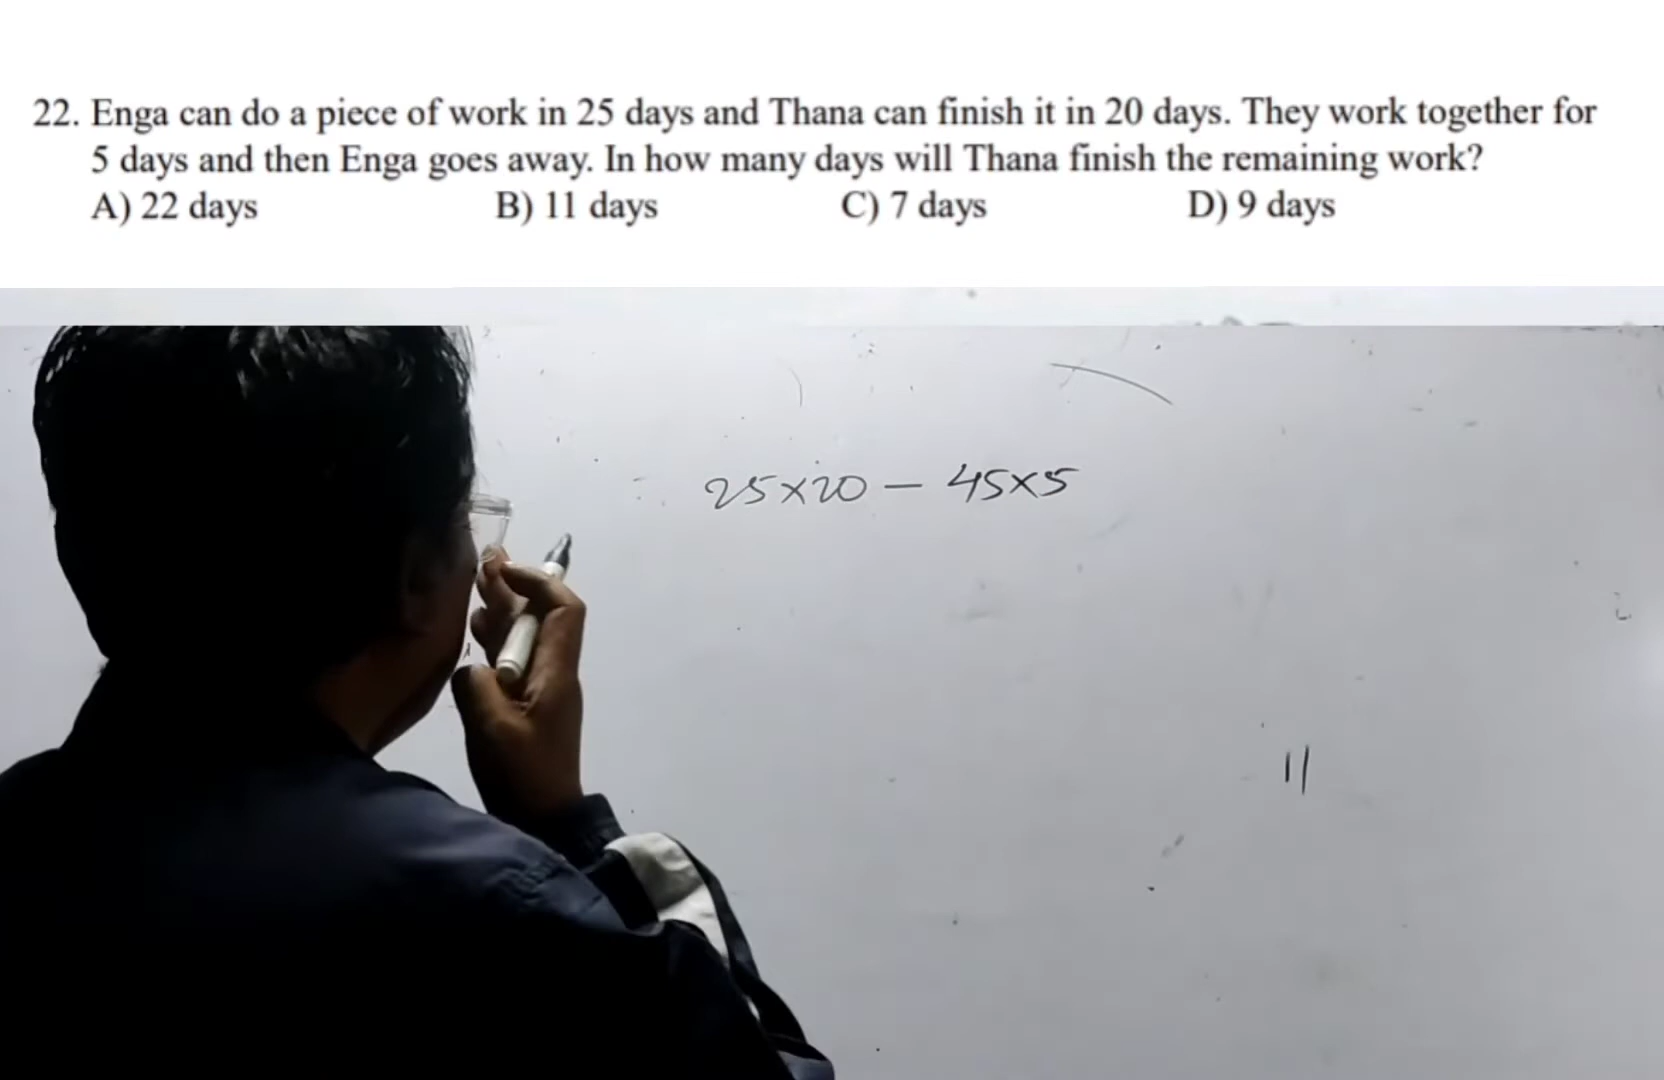 22. Enga can do a piece of work in 25 days and Thana can finish it in 20 days. They work together for
5 days and then Enga goes away. In how many days will Thana finish the remaining work?
A) 22 days B) 11 days C) 7 days D) 9 days
25×20 – 45×5
11